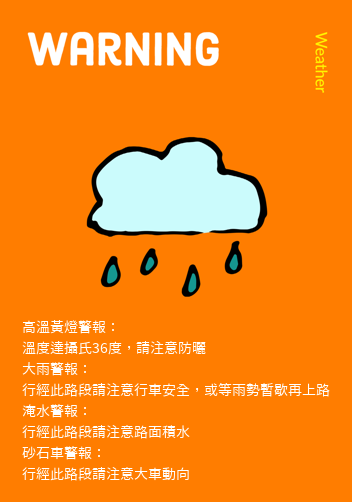 WARNING
Weather
高溫黃燈警報：
溫度達攝氏36度，請注意防曬
大雨警報：
行經此路段請注意行車安全，或等雨勢暫歇再上路
淹水警報：
行經此路段請注意路面積水
砂石車警報：
行經此路段請注意大車動向